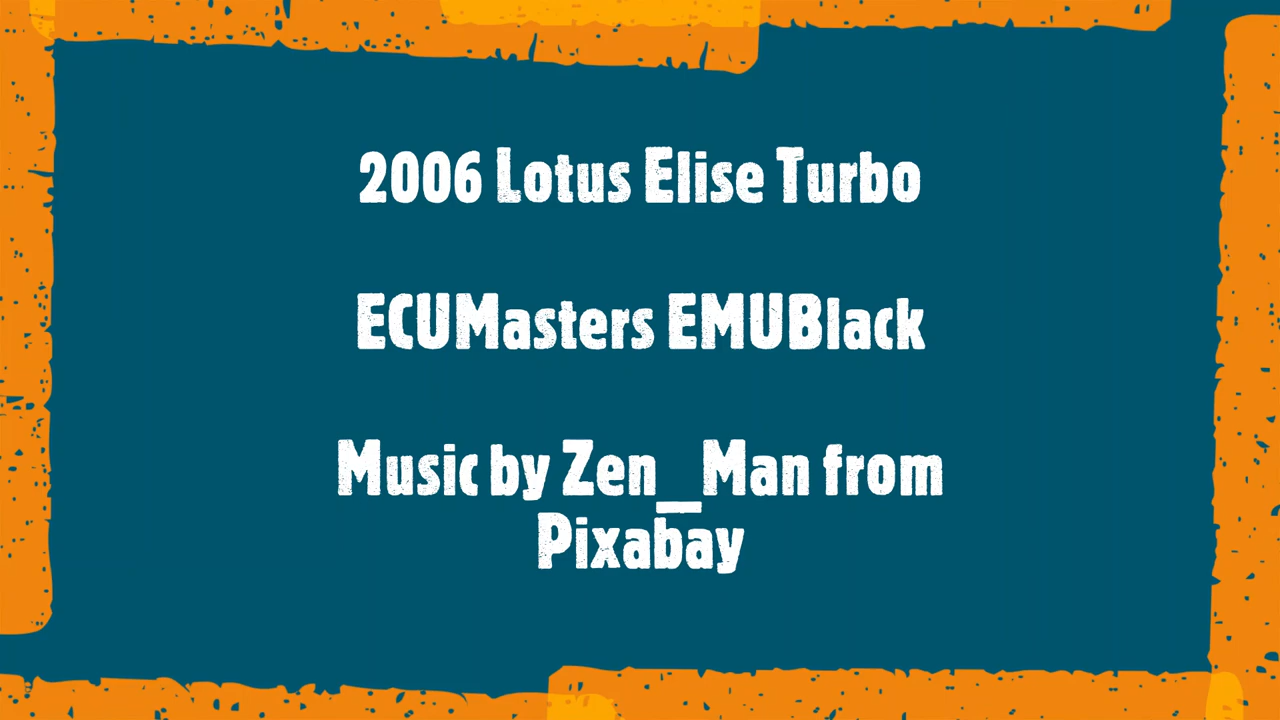 2006 Lotus Elise Turbo
ECUMasters EMUBlack
Music by Zen_Man from
Pixabay